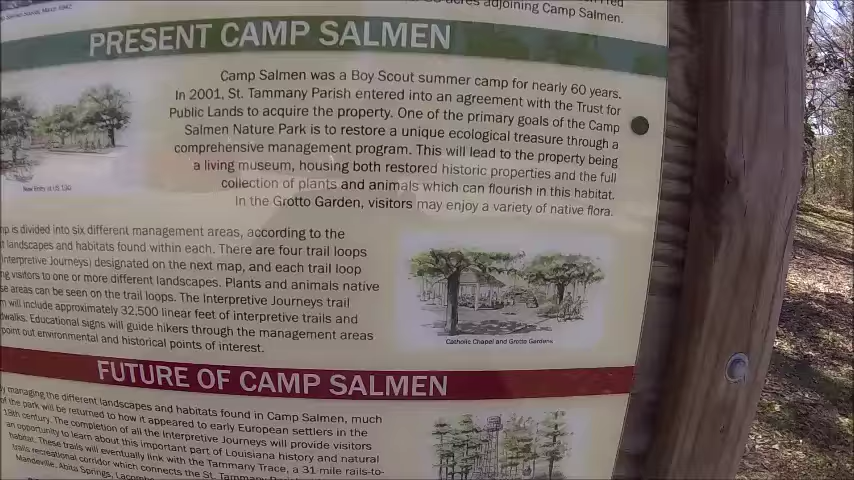 acres adjoining Camp Salmen.
PRESENT CAMP SALMEN
Camp Salmen was a Boy Scout summer camp for nearly 60 years.
In 2001, St. Tammany Parish entered into an agreement with the Trust for
Public Lands to acquire the property. One of the primary goals of the Camp
Salmen Nature Park is to restore a unique ecological treasure through a
comprehensive management program. This will lead to the property being
a living museum, housing both restored historic properties and the full
collection of plants and animals which can flourish in this habitat.
In the Grotto Garden, visitors may enjoy a variety of native flora.
New Entry at US 190
is divided into six different management areas, according to the
landscapes and habitats found within each. There are four trail loops
Interpretive Journeys) designated on the next map, and each trail loop
visitors to one or more different landscapes. Plants and animals native
areas can be seen on the trail loops. The Interpretive Journeys trail
will include approximately 32,500 linear feet of interpretive trails and
Educational signs will guide hikers through the management areas
point out environmental and historical points of interest.
Catholic Chapel and Grotto Gardens
FUTURE OF CAMP SALMEN
managing the different landscapes and habitats found in Camp Salmen, much
of the park will be returned to how it appeared to early European settlers in the
18th century. The completion of all the Interpretive Journeys will provide visitors
an opportunity to learn about this important part of Louisiana history and natural
habitat. These trails will eventually link with the Tammany Trace, a 31 mile rails-to-
trails recreational corridor which connects the St. Tammany
Mandeville, Abita Springs,